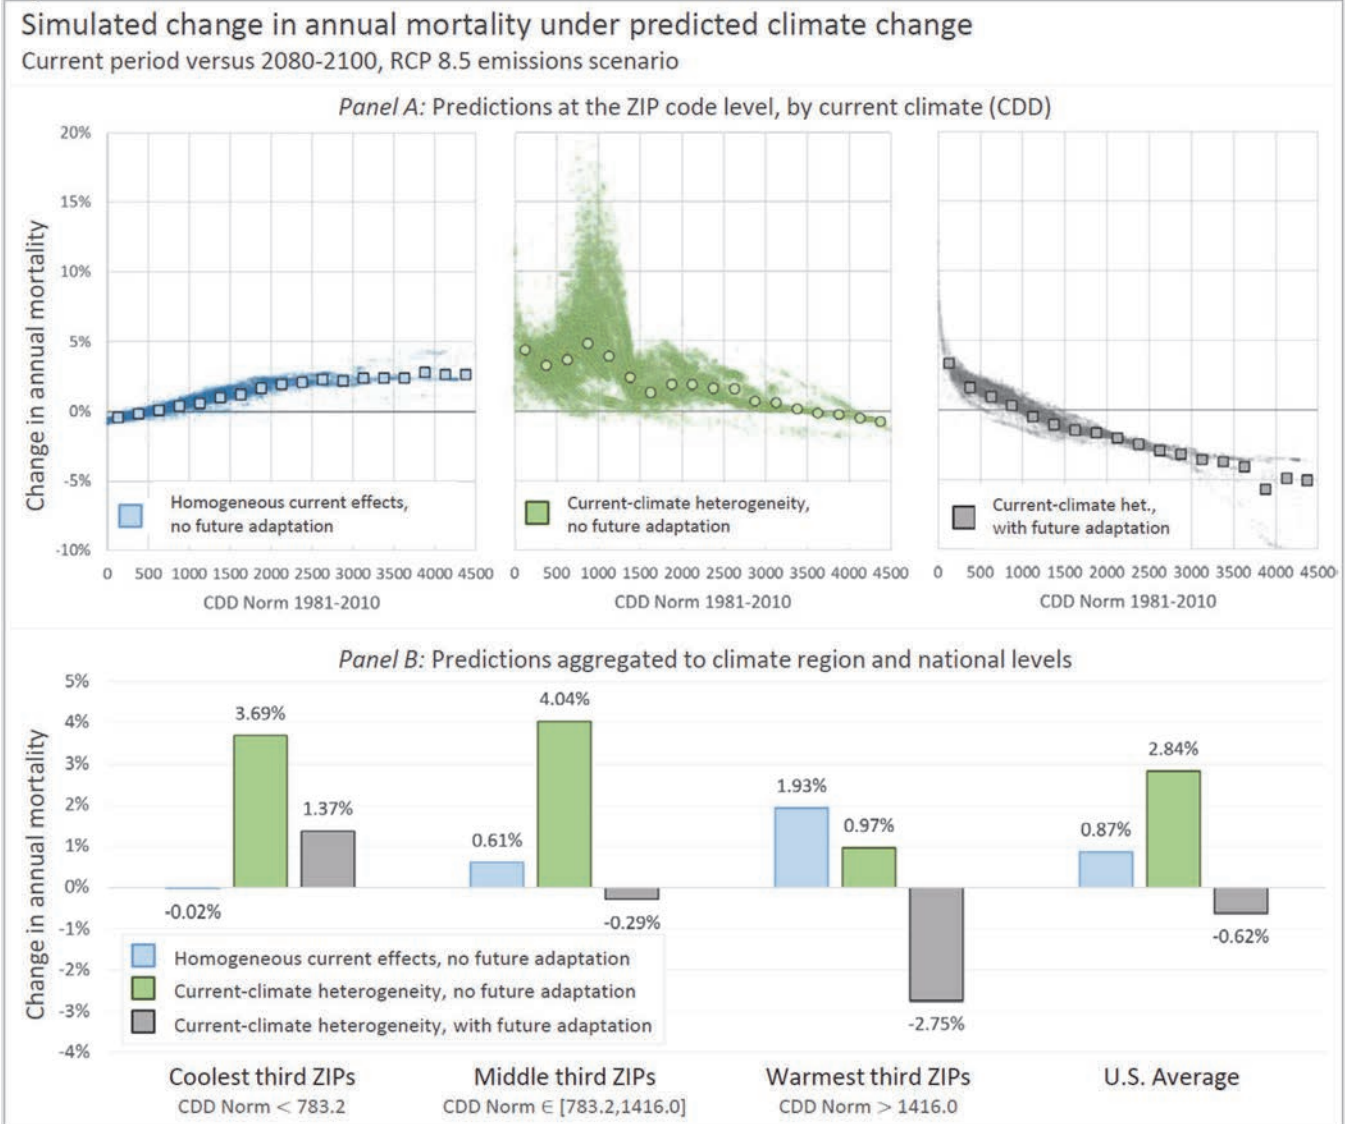 Simulated change in annual mortality under predicted climate change
Current period versus 2080-2100, RCP 8.5 emissions scenario
Panel A: Predictions at the ZIP code level, by current climate (CDD)
Change in annual mortality
20%
15%
10%
5%
0%
-5%
-10%
Homogeneous current effects,
no future adaptation
0 500 1000 1500 2000 2500 3000 3500 4000 4500
CDD Norm 1981-2010
Current-climate heterogeneity,
no future adaptation
0 500 1000 1500 2000 2500 3000 3500 4000 4500
CDD Norm 1981-2010
Current-climate het.,
with future adaptation
0 500 1000 1500 2000 2500 3000 3500 4000 4500
CDD Norm 1981-2010
Panel B: Predictions aggregated to climate region and national levels
Change in annual mortality
5%
4%
3%
2%
1%
0%
-1%
-2%
-3%
-4%
-0.02%
3.69%
1.37%
0.61%
4.04%
-0.29%
1.93%
0.97%
-2.75%
0.87%
2.84%
-0.62%
Homogeneous current effects, no future adaptation
Current-climate heterogeneity, no future adaptation
Current-climate heterogeneity, with future adaptation
Coolest third ZIPs
CDD Norm < 783.2
Middle third ZIPs
CDD Norm ∈ [783.2,1416.0]
Warmest third ZIPs
CDD Norm > 1416.0
U.S. Average